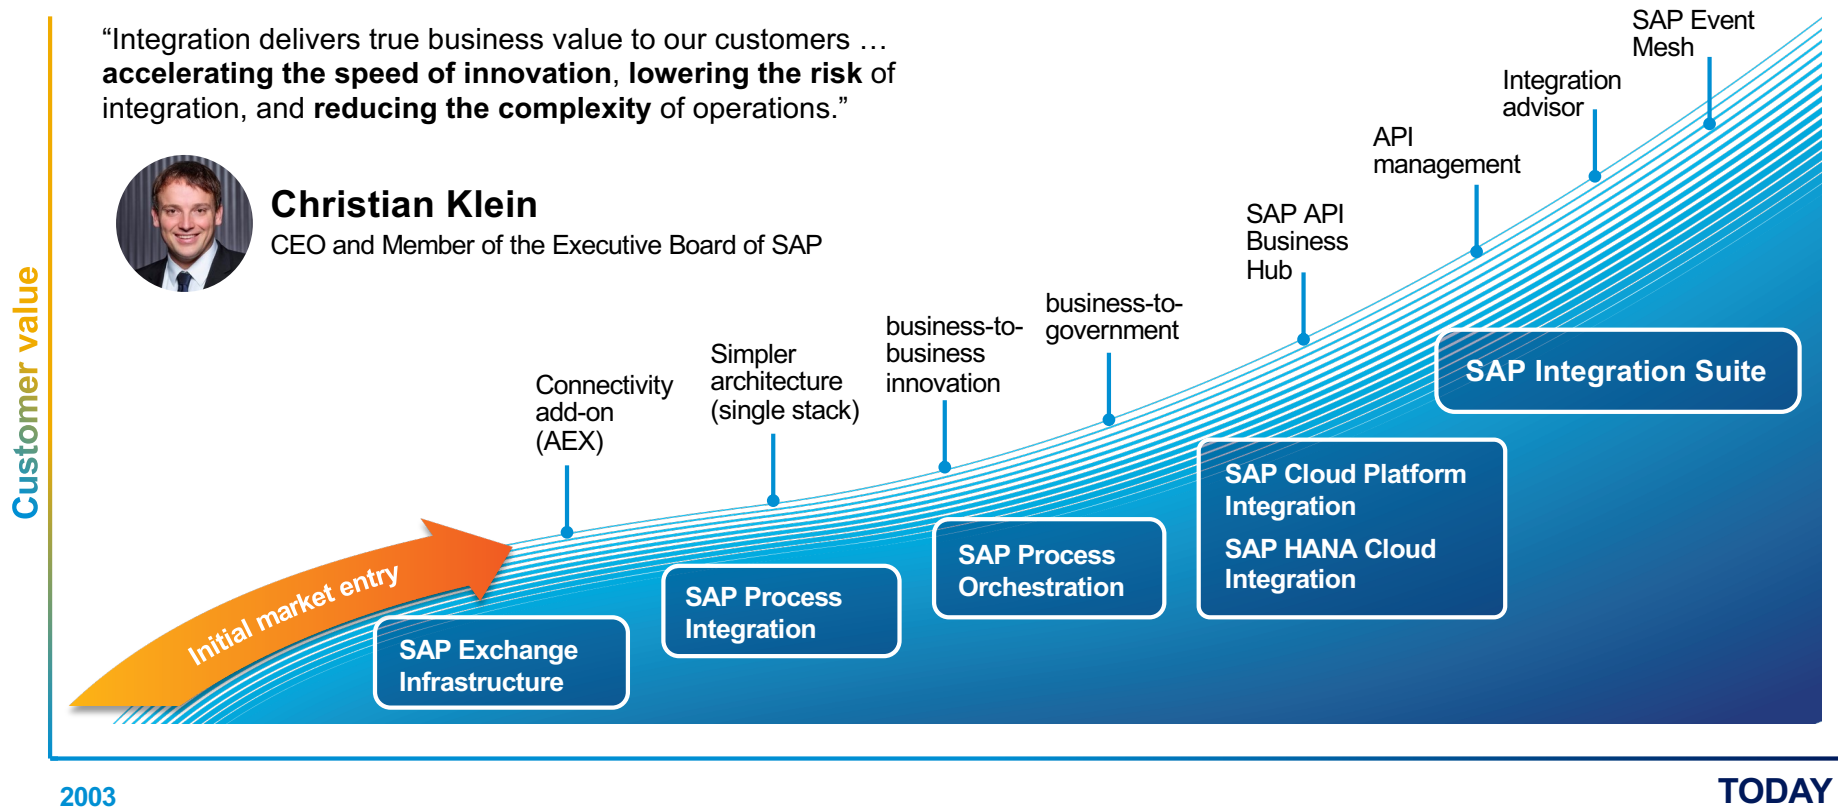 “Integration delivers true business value to our customers …
accelerating the speed of innovation, lowering the risk of
integration, and reducing the complexity of operations.”
Christian Klein
CEO and Member of the Executive Board of SAP
Customer value
Initial market entry
Connectivity
add-on
(AEX)
Simpler
architecture
(single stack)
business-to-
business
innovation
business-to-
government
SAP API
Business
Hub
API
management
Integration
advisor
SAP Event
Mesh
SAP Exchange
Infrastructure
SAP Process
Integration
SAP Process
Orchestration
SAP Cloud Platform
Integration
SAP HANA Cloud
Integration
SAP Integration Suite
2003
TODAY